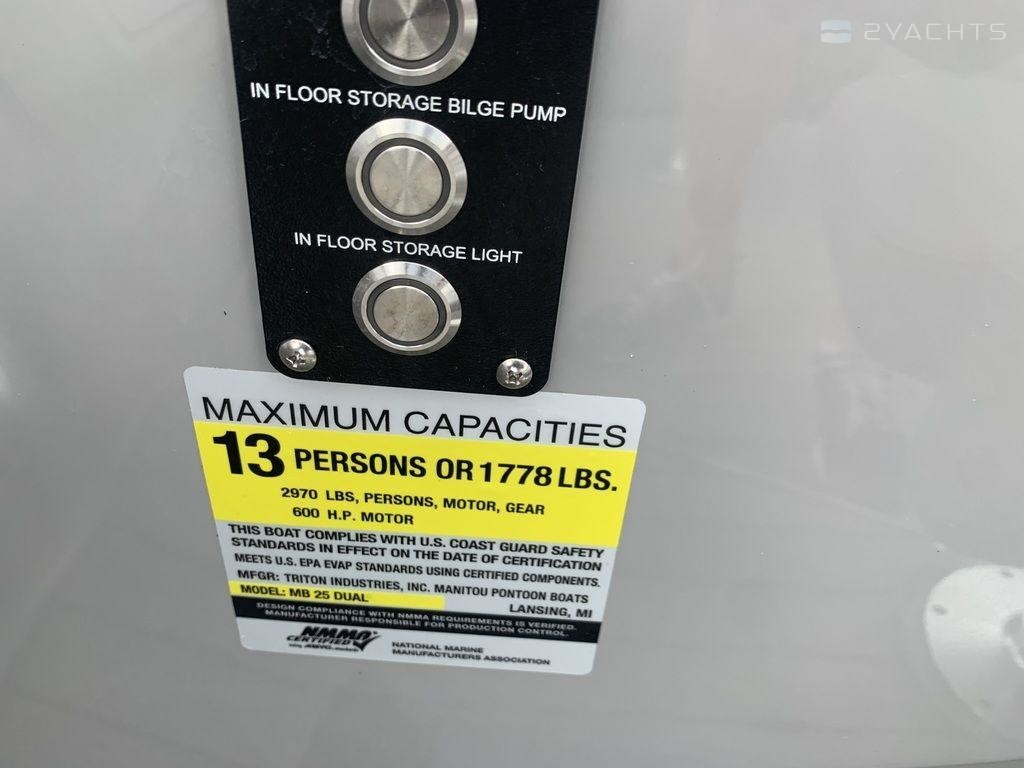 2YACHTS
IN FLOOR STORAGE BILGE PUMP
IN FLOOR STORAGE LIGHT
MAXIMUM CAPACITIES
13 PERSONS OR 1778 LBS.
2970 LBS, PERSONS, MOTOR, GEAR
600 H.P. MOTOR
THIS BOAT COMPLIES WITH U.S. COAST GUARD SAFETY
STANDARDS IN EFFECT ON THE DATE OF CERTIFICATION
MEETS U.S. EPA EVAP STANDARDS USING CERTIFIED COMPONENTS.
MFGR: TRITON INDUSTRIES, INC. MANITOU PONTOON BOATS
MODEL: MB 25 DUAL LANSING, MI
DESIGN COMPLIANCE WITH NMMA REQUIREMENTS IS VERIFIED.
MANUFACTURER RESPONSIBLE FOR PRODUCTION CONTROL.
NMMA
CERTIFIED
using ABYC standards
NATIONAL MARINE
MANUFACTURERS ASSOCIATION